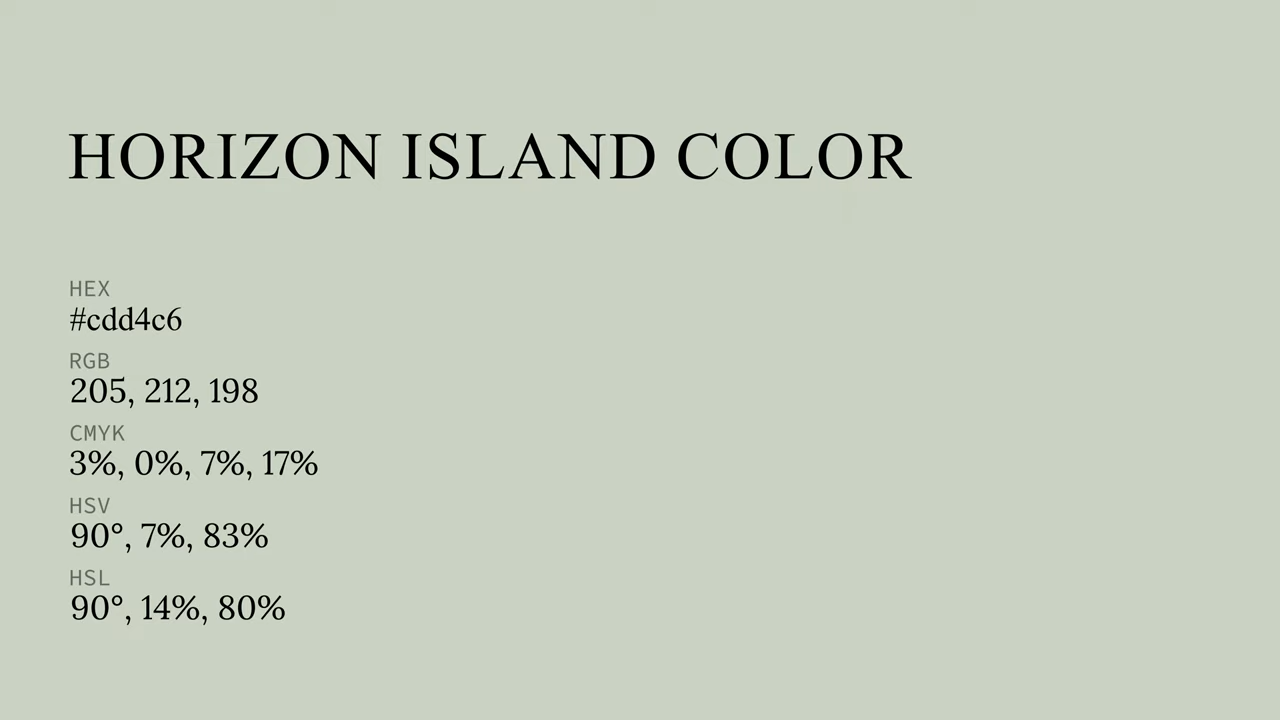 HORIZON ISLAND COLOR
HEX
#cdd4c6
RGB
205, 212, 198
CMYK
3%, 0%, 7%, 17%
HSV
90°, 7%, 83%
HSL
90°, 14%, 80%